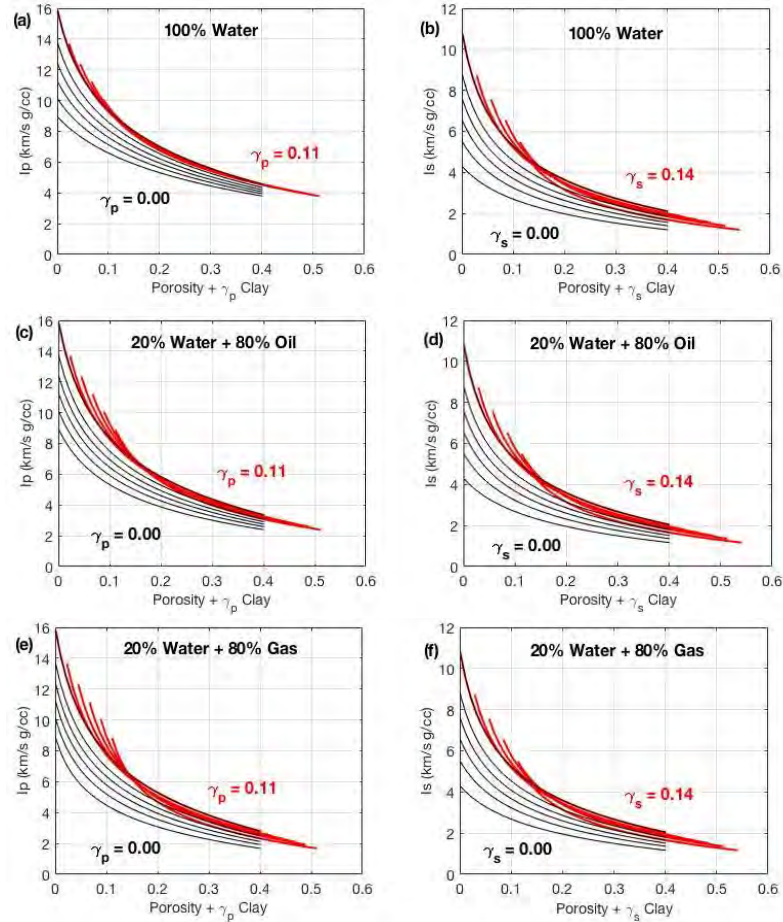 (a)
100% Water
16
14
12
10
8
6
4
2
0
Ip (km/s g/cc)
γp = 0.11
γp = 0.00
0 0.1 0.2 0.3 0.4 0.5 0.6
Porosity + γp Clay
(b)
100% Water
12
10
8
6
4
2
0
Is (km/s g/cc)
γs = 0.14
γs = 0.00
0 0.1 0.2 0.3 0.4 0.5 0.6
Porosity + γs Clay
(c)
20% Water + 80% Oil
16
14
12
10
8
6
4
2
0
Ip (km/s g/cc)
γp = 0.11
γp = 0.00
0 0.1 0.2 0.3 0.4 0.5 0.6
Porosity + γp Clay
(d)
20% Water + 80% Oil
12
10
8
6
4
2
0
Is (km/s g/cc)
γs = 0.14
γs = 0.00
0 0.1 0.2 0.3 0.4 0.5 0.6
Porosity + γs Clay
(e)
20% Water + 80% Gas
16
14
12
10
8
6
4
2
0
Ip (km/s g/cc)
γp = 0.11
γp = 0.00
0 0.1 0.2 0.3 0.4 0.5 0.6
Porosity + γp Clay
(f)
20% Water + 80% Gas
12
10
8
6
4
2
0
Is (km/s g/cc)
γs = 0.14
γs = 0.00
0 0.1 0.2 0.3 0.4 0.5 0.6
Porosity + γs Clay